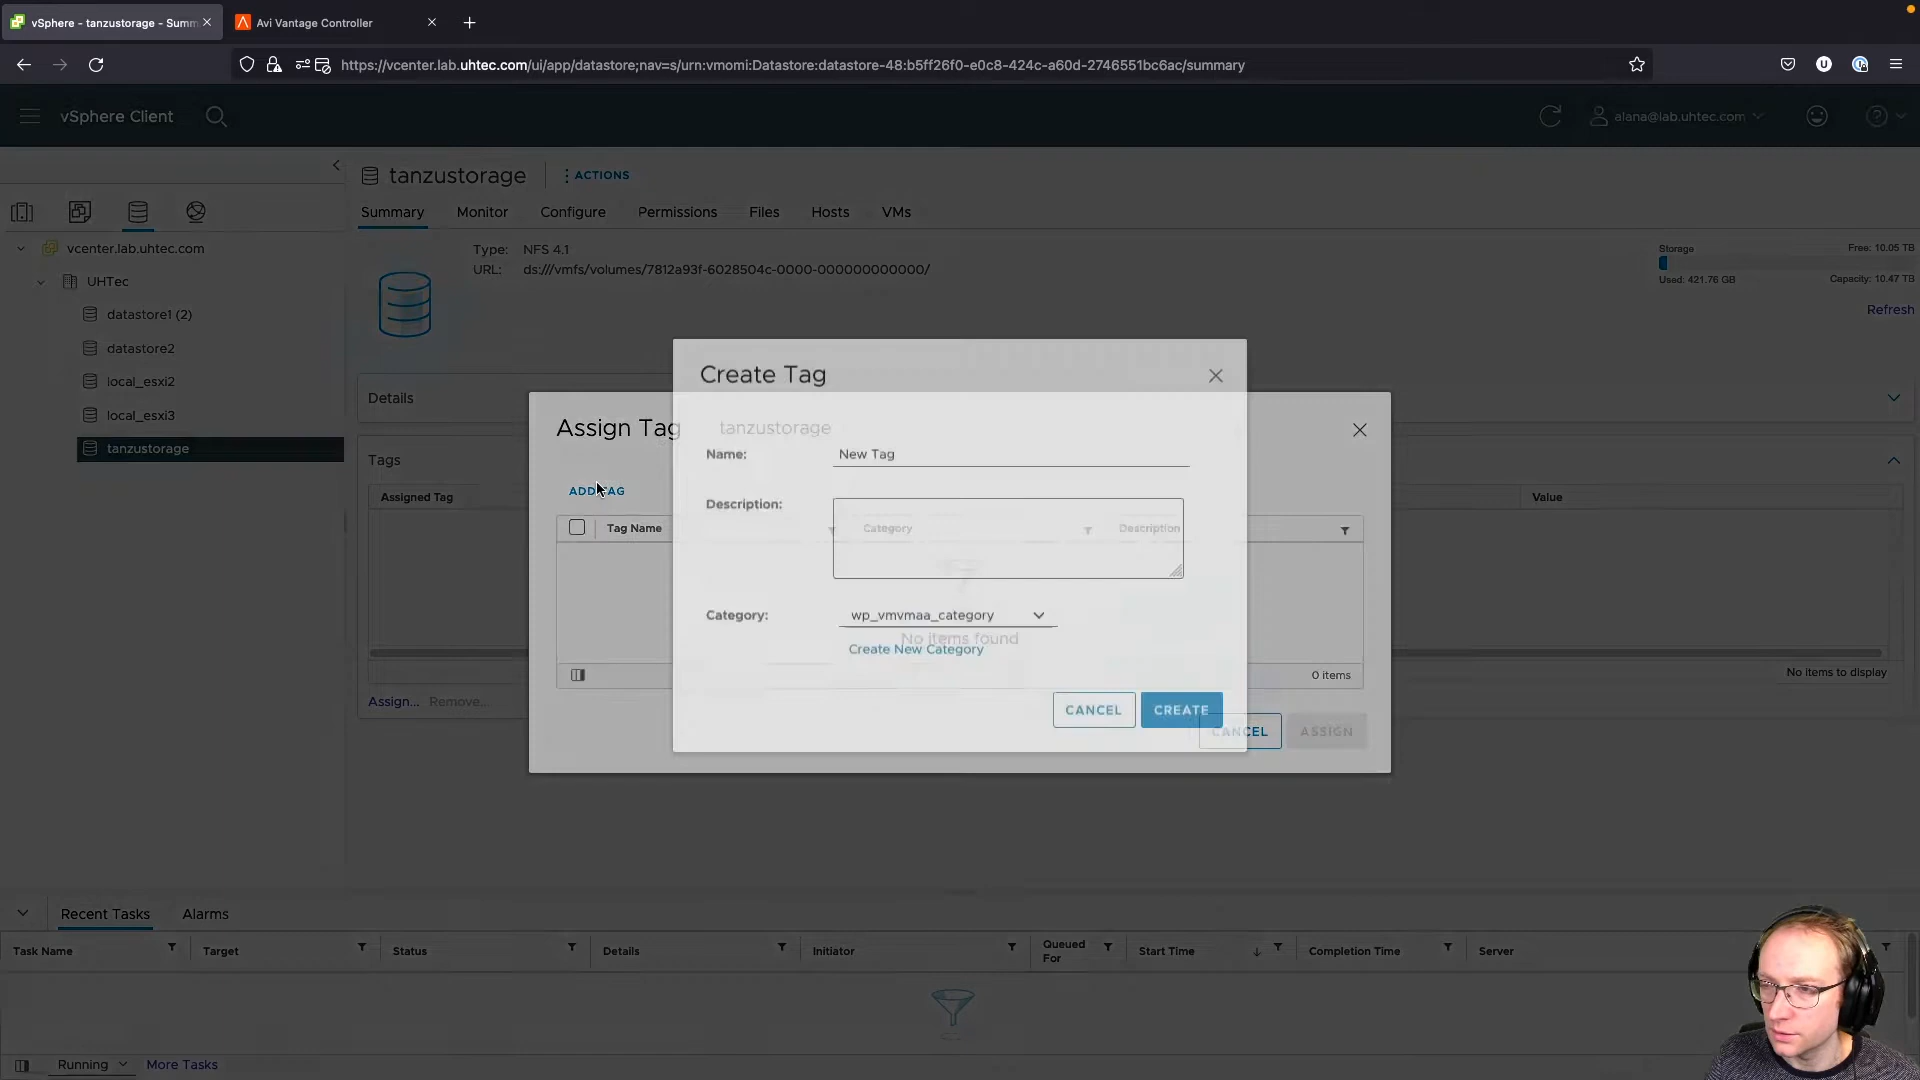 vSphere - tanzustorage - Summ
Avi Vantage Controller
https://vcenter.lab.uhtec.com/ui/app/datastore;nav=s/urn:vmomi:Datastore:datastore-48:b5ff26f0-e0c8-424c-a60d-2746551bc6ac/summary
vSphere Client
alana@lab.uhtec.com
tanzustorage
ACTIONS
Summary Monitor Configure Permissions Files Hosts VMs
vcenter.lab.uhtec.com
UHTec
datastore1 (2)
datastore2
local_esxi2
local_esxi3
tanzustorage
Type: NFS 4.1
URL: ds:///vmfs/volumes/7812a93f-6028504c-0000-000000000000/
Storage Free: 10.05 TB
Used: 421.76 GB Capacity: 10.47 TB
Refresh
Details
Tags
Assigned Tag Value
No items to display
Assign... Remove...
Assign Tag tanzustorage
ADD TAG
Tag Name Category Description
No items found
0 items
CANCEL ASSIGN
Create Tag
Name: New Tag
Description:
Category: wp_vmvmaa_category
Create New Category
CANCEL CREATE
Recent Tasks Alarms
Task Name Target Status Details Initiator Queued For Start Time Completion Time Server
Running More Tasks